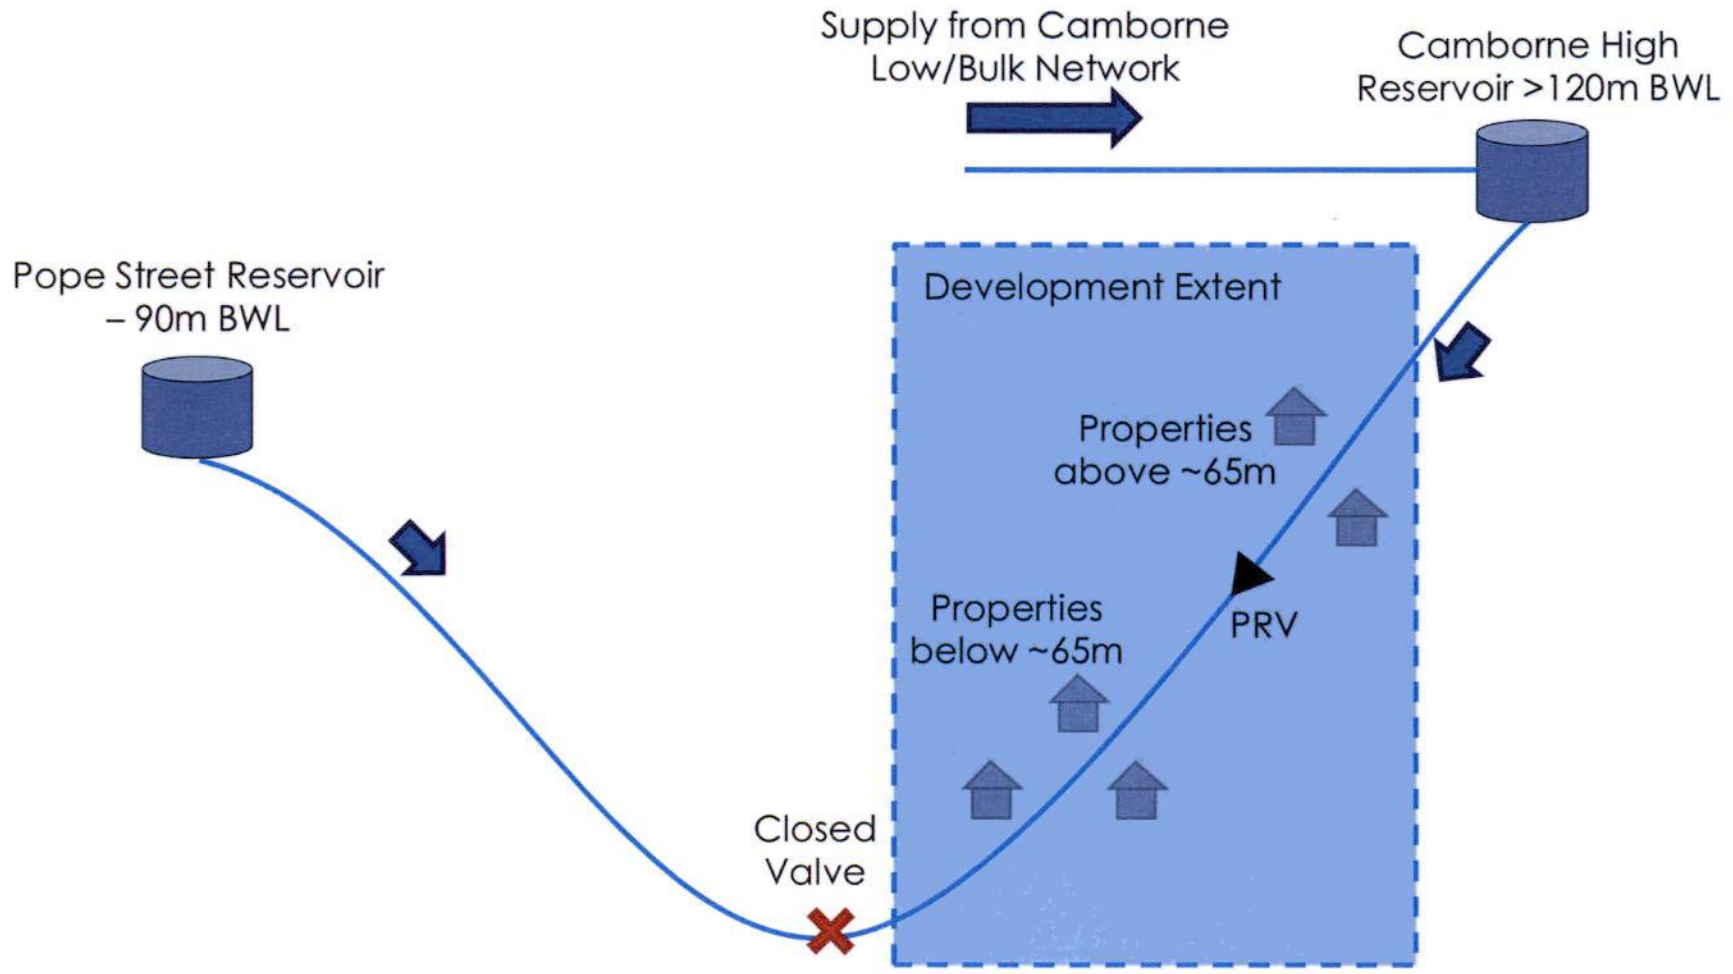 Supply from Camborne
Low/Bulk Network
Camborne High
Reservoir >120m BWL
Pope Street Reservoir
– 90m BWL
Development Extent
Properties
above ~65m
Properties
below ~65m
PRV
Closed
Valve